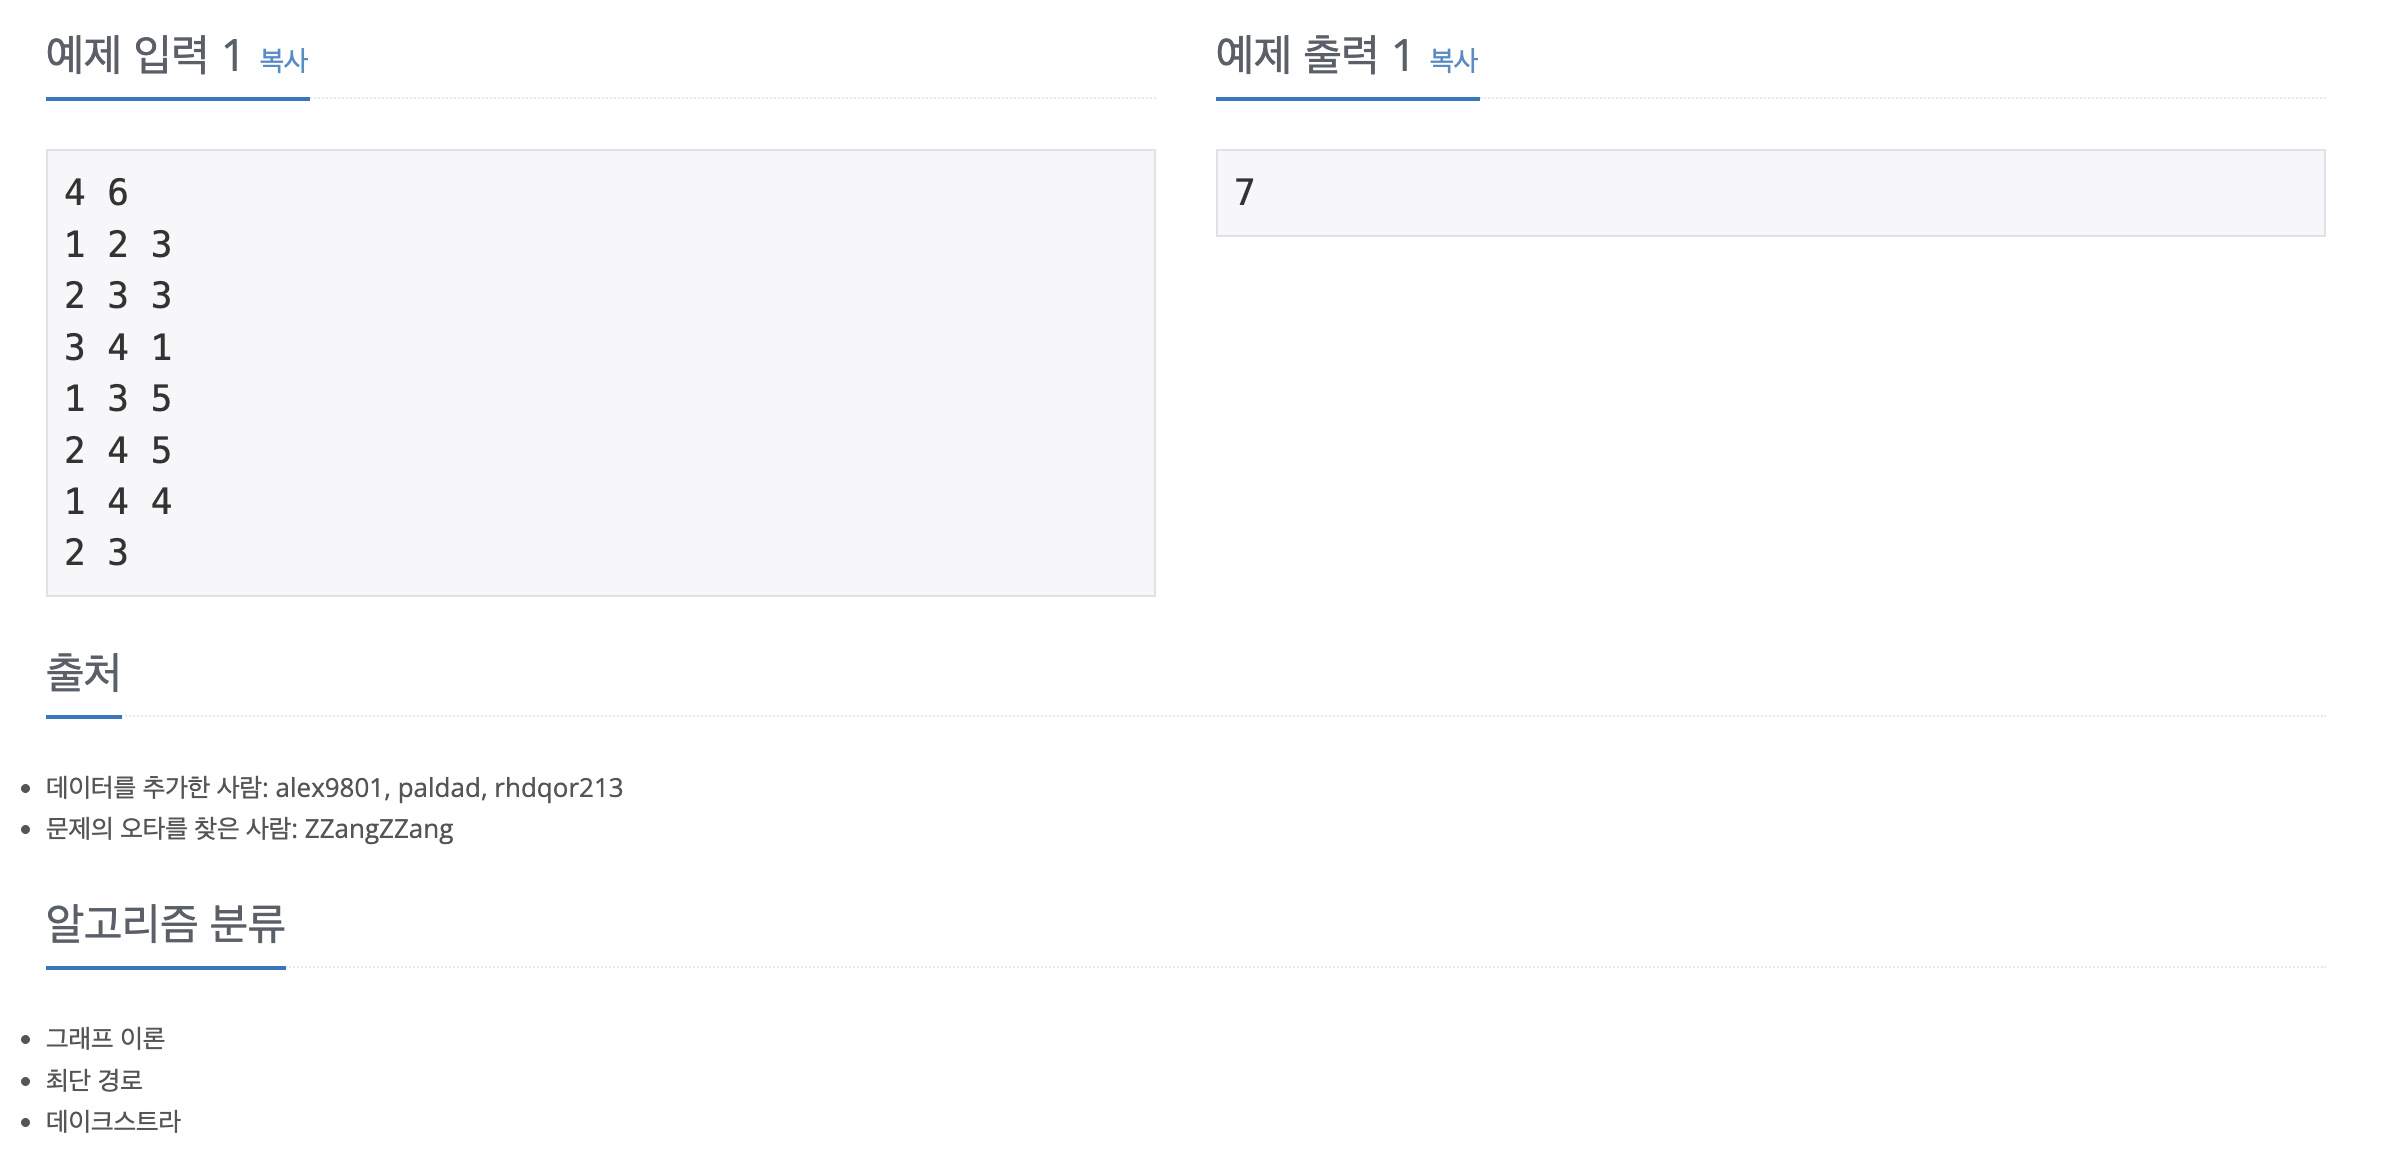 예제 입력 1 복사
4 6
1 2 3
2 3 3
3 4 1
1 3 5
2 4 5
1 4 4
2 3
예제 출력 1 복사
7
출처
데이터를 추가한 사람: alex9801, paldad, rhdqor213
문제의 오타를 찾은 사람: ZZangZZang
알고리즘 분류
그래프 이론
최단 경로
데이크스트라